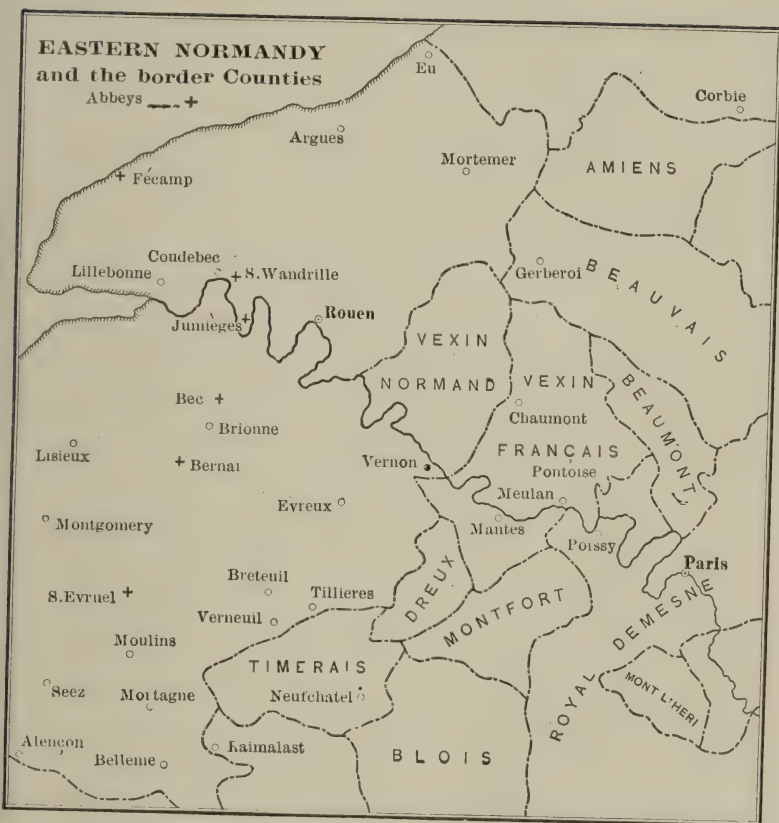 EASTERN NORMANDY
and the border Counties
Abbeys +
Eu
Corbie
Argues
Mortemer
AMIENS
+ Fécamp
Coudebec
Gerberoi
BEAUVAIS
Lillebonne
+ S. Wandrille
Jumièges +
Rouen
VEXIN
NORMAND
VEXIN
BEAUMONT
Bec +
Chaumont
Brionne
Lisieux
+ Bernai
Vernon
FRANÇAIS
Pontoise
Meulan
Evreux
Mantes
Montgomery
Poissy
Paris
Breteuil
S. Evruel +
Tillieres
DREUX
MONTFORT
Verneuil
ROYAL DEMESNE
Moulins
TIMERAIS
MONT L'HERI
Seez
Mortagne
Neufchatel
Alençon
Belleme
Raimalast
BLOIS